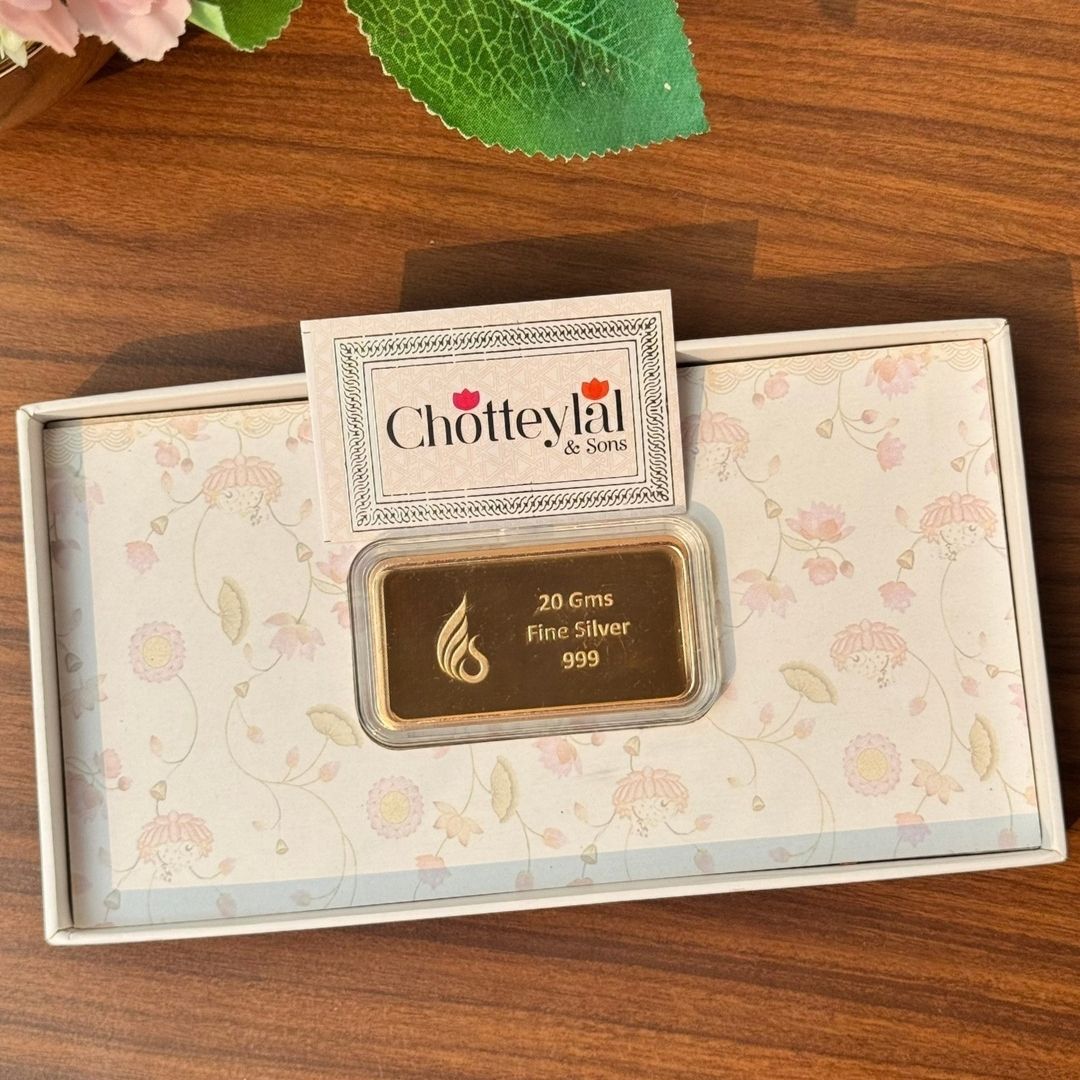 Chotteylal
& Sons
20 Gms
Fine Silver
999